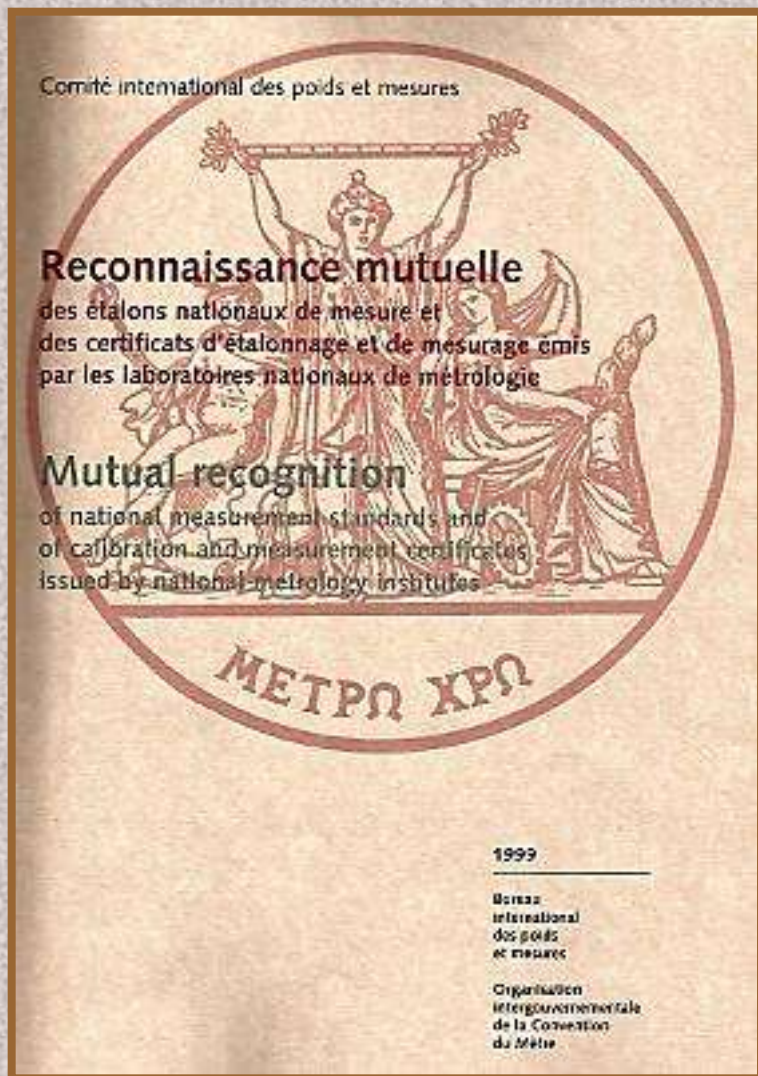 Comité international des poids et mesures
Reconnaissance mutuelle
des étalons nationaux de mesure et
des certificats d'étalonnage et de mesurage émis
par les laboratoires nationaux de métrologie
Mutual recognition
of national measurement standards and
of calibration and measurement certificates
issued by national metrology institutes
ΜΕΤΡΩ ΧΡΩ
1999
Bureau
international
des poids
et mesures
Organisation
intergouvernementale
de la Convention
du Mètre